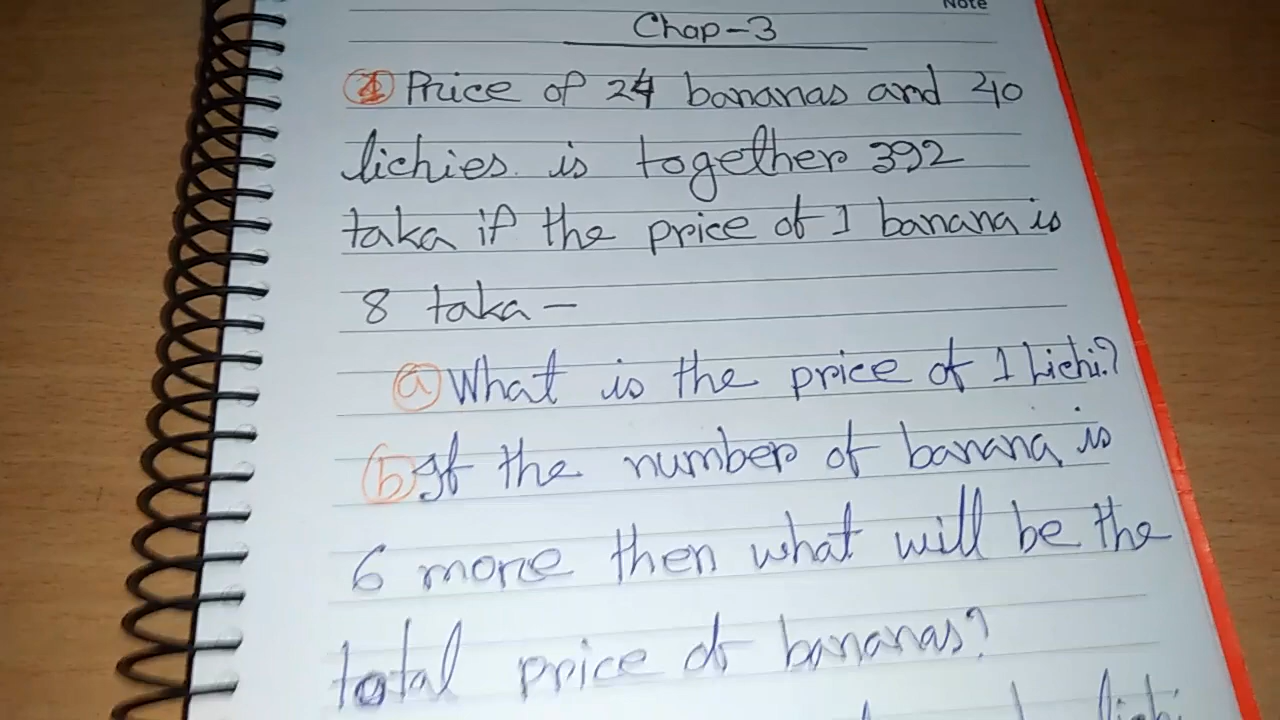 Note
Chap-3
1 Price of 24 bananas and 40
lichies is together 392
taka if the price of 1 banana is
8 taka -
a What is the price of 1 Lichi?
b If the number of banana is
6 more then what will be the
total price of bananas?